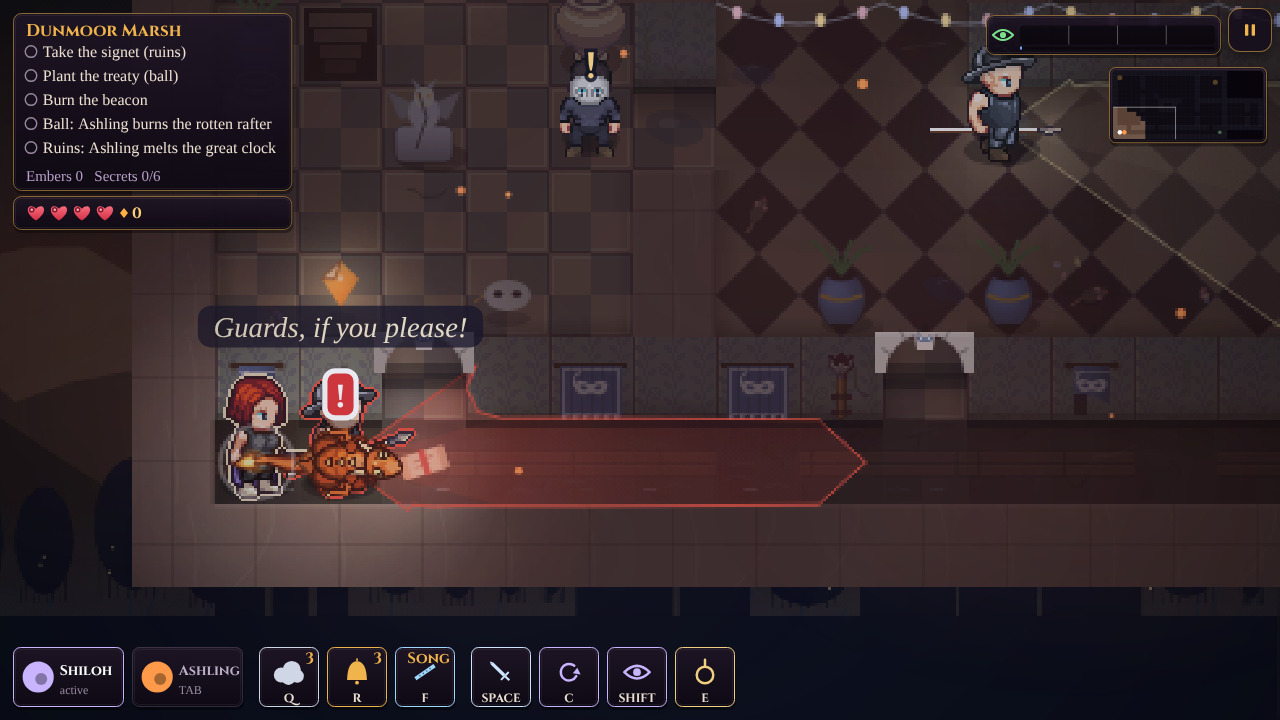 Dunmoor Marsh
Take the signet (ruins)
Plant the treaty (ball)
Burn the beacon
Ball: Ashling burns the rotten rafter
Ruins: Ashling melts the great clock
Embers 0 Secrets 0/6
0
!
Guards, if you please!
!
Shiloh
active
Ashling
TAB
3
Q
3
R
Song
F
SPACE
C
SHIFT
E